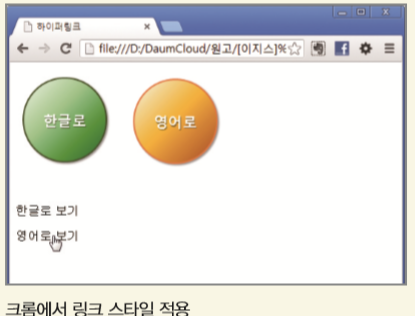 하이퍼링크
file:///D:/DaumCloud/원고/[이지스]%
한글로 영어로
한글로 보기
영어로 보기
크롬에서 링크 스타일 적용